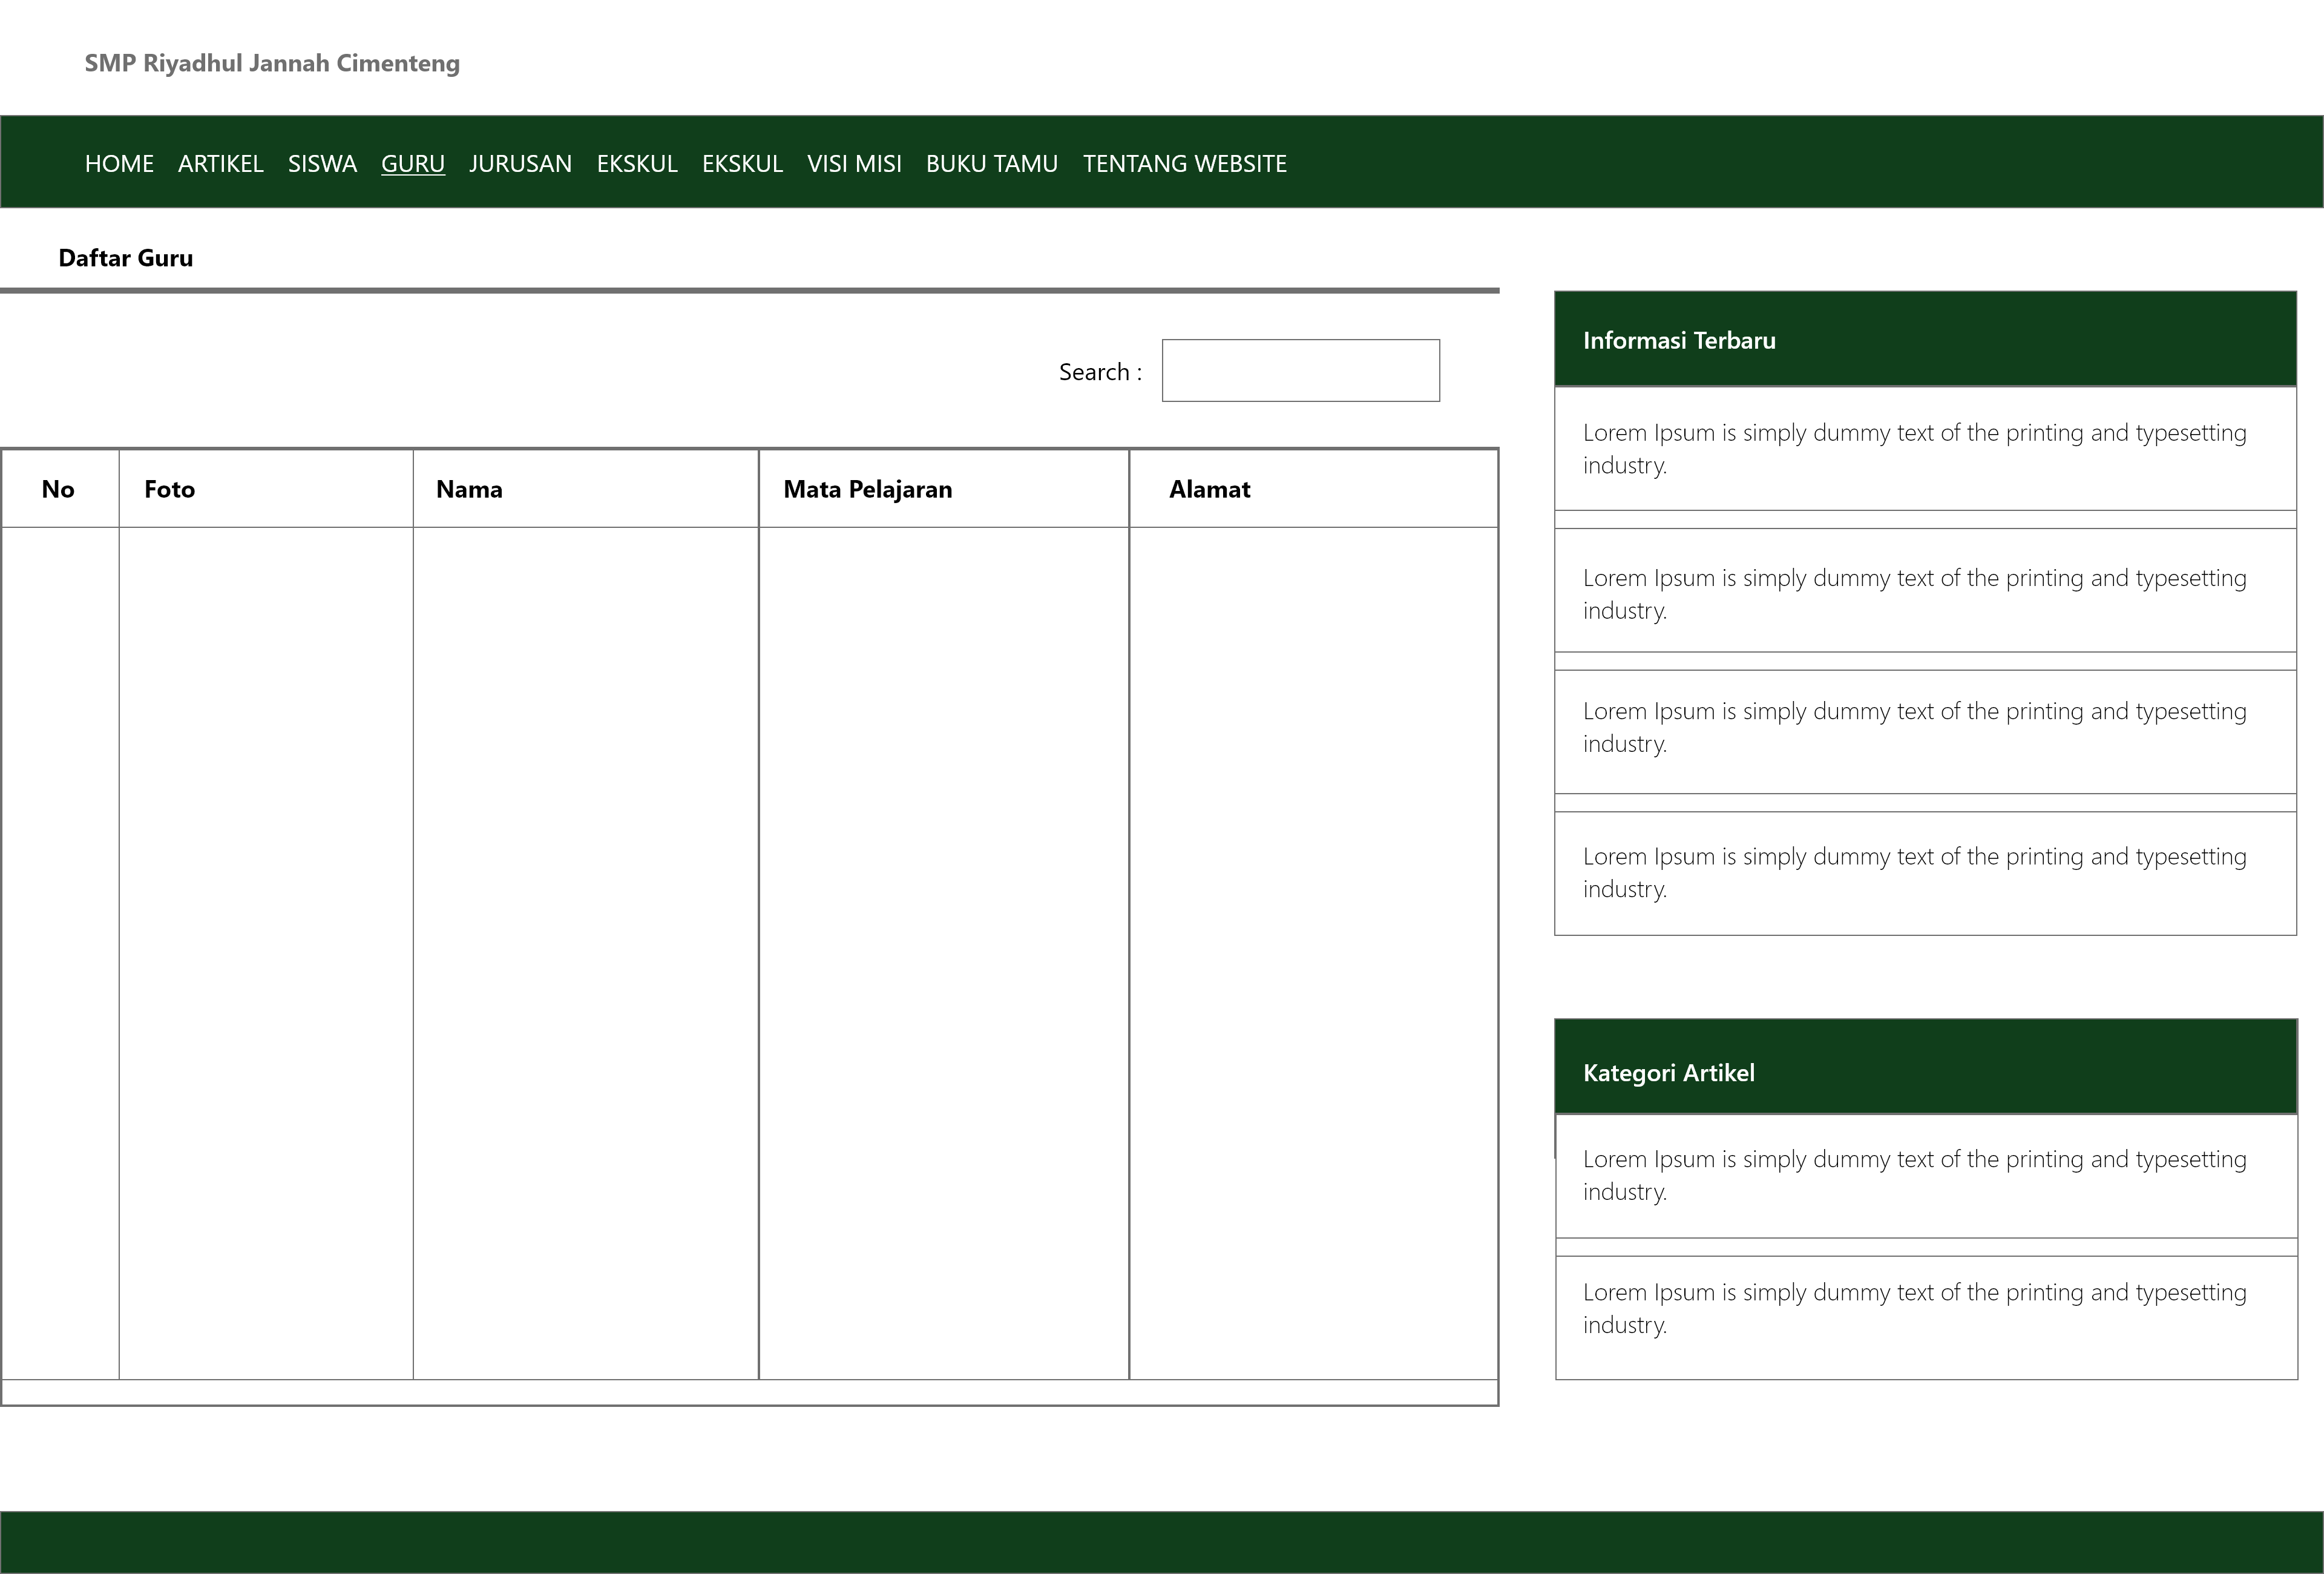 SMP Riyadhul Jannah Cimenteng
HOME ARTIKEL SISWA GURU JURUSAN EKSKUL EKSKUL VISI MISI BUKU TAMU TENTANG WEBSITE
Daftar Guru
Search :
No Foto Nama Mata Pelajaran Alamat
Informasi Terbaru
Lorem Ipsum is simply dummy text of the printing and typesetting
industry.
Lorem Ipsum is simply dummy text of the printing and typesetting
industry.
Lorem Ipsum is simply dummy text of the printing and typesetting
industry.
Lorem Ipsum is simply dummy text of the printing and typesetting
industry.
Kategori Artikel
Lorem Ipsum is simply dummy text of the printing and typesetting
industry.
Lorem Ipsum is simply dummy text of the printing and typesetting
industry.